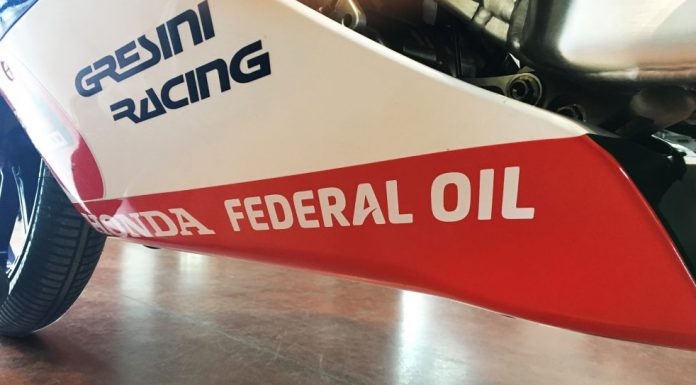 GRESINI
RACING
HONDA FEDERAL OIL